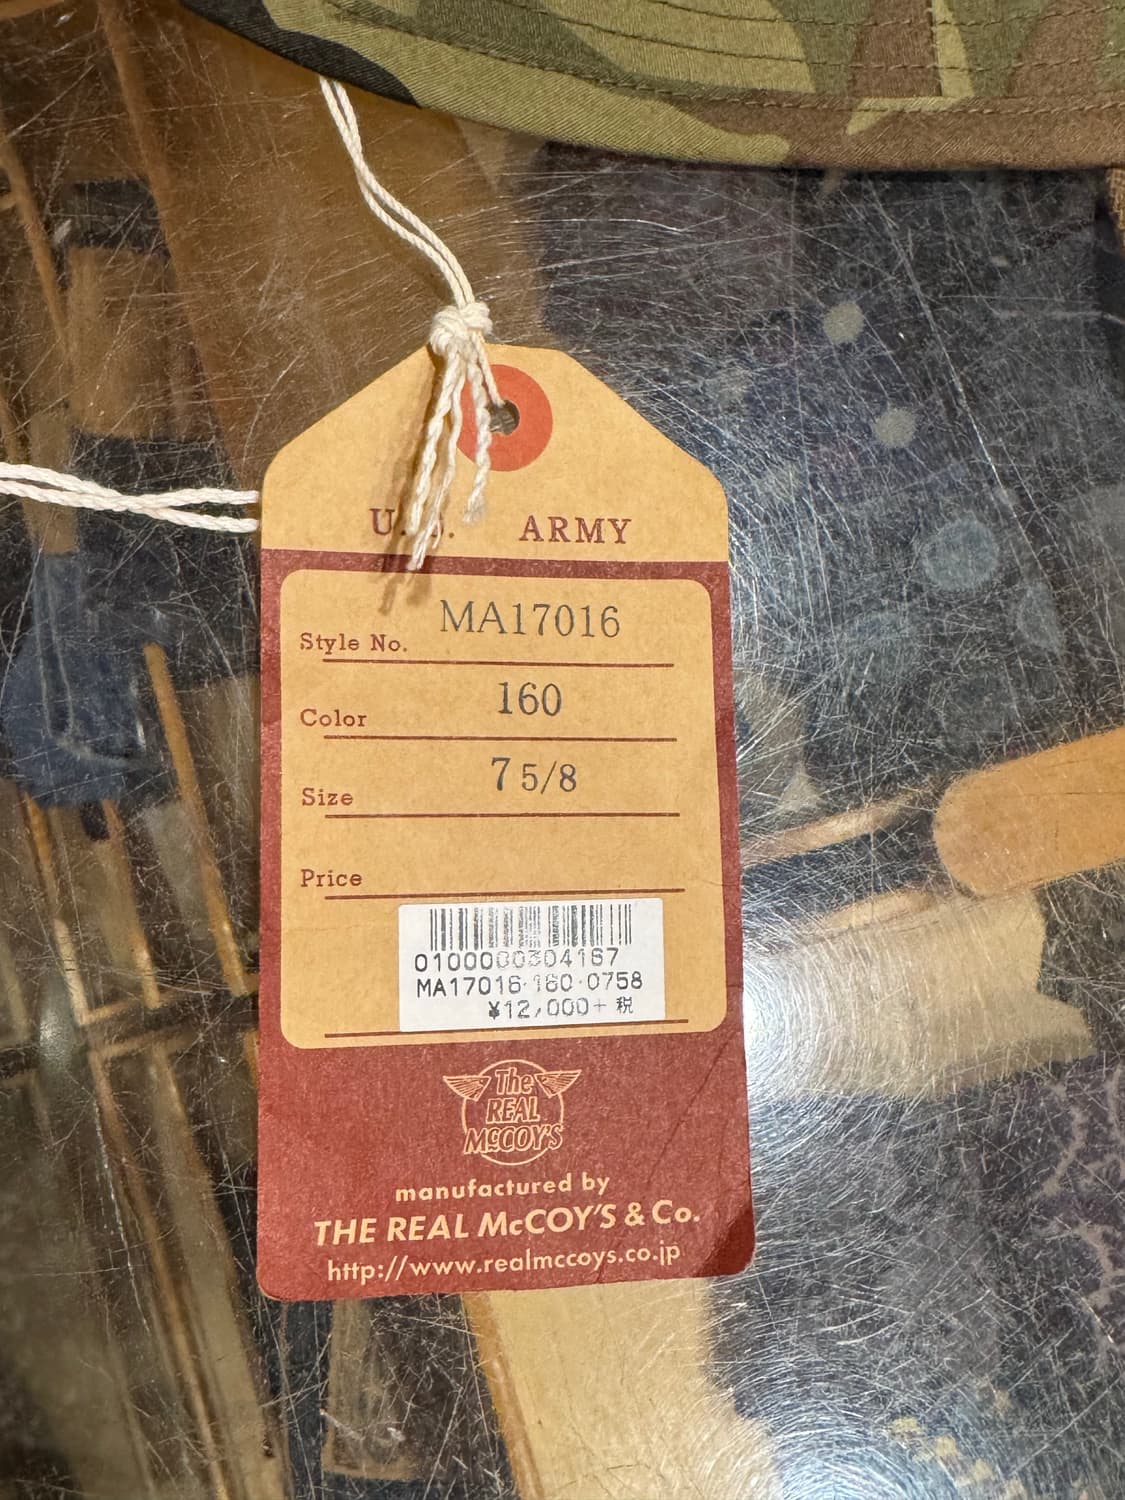 U.S. ARMY
Style No. MA17016
Color 160
Size 7 5/8
Price
0100000304167
MA17016-160-0758
¥12,000+税
The
REAL
McCOY'S
manufactured by
THE REAL McCOY'S & Co.
http://www.realmccoys.co.jp